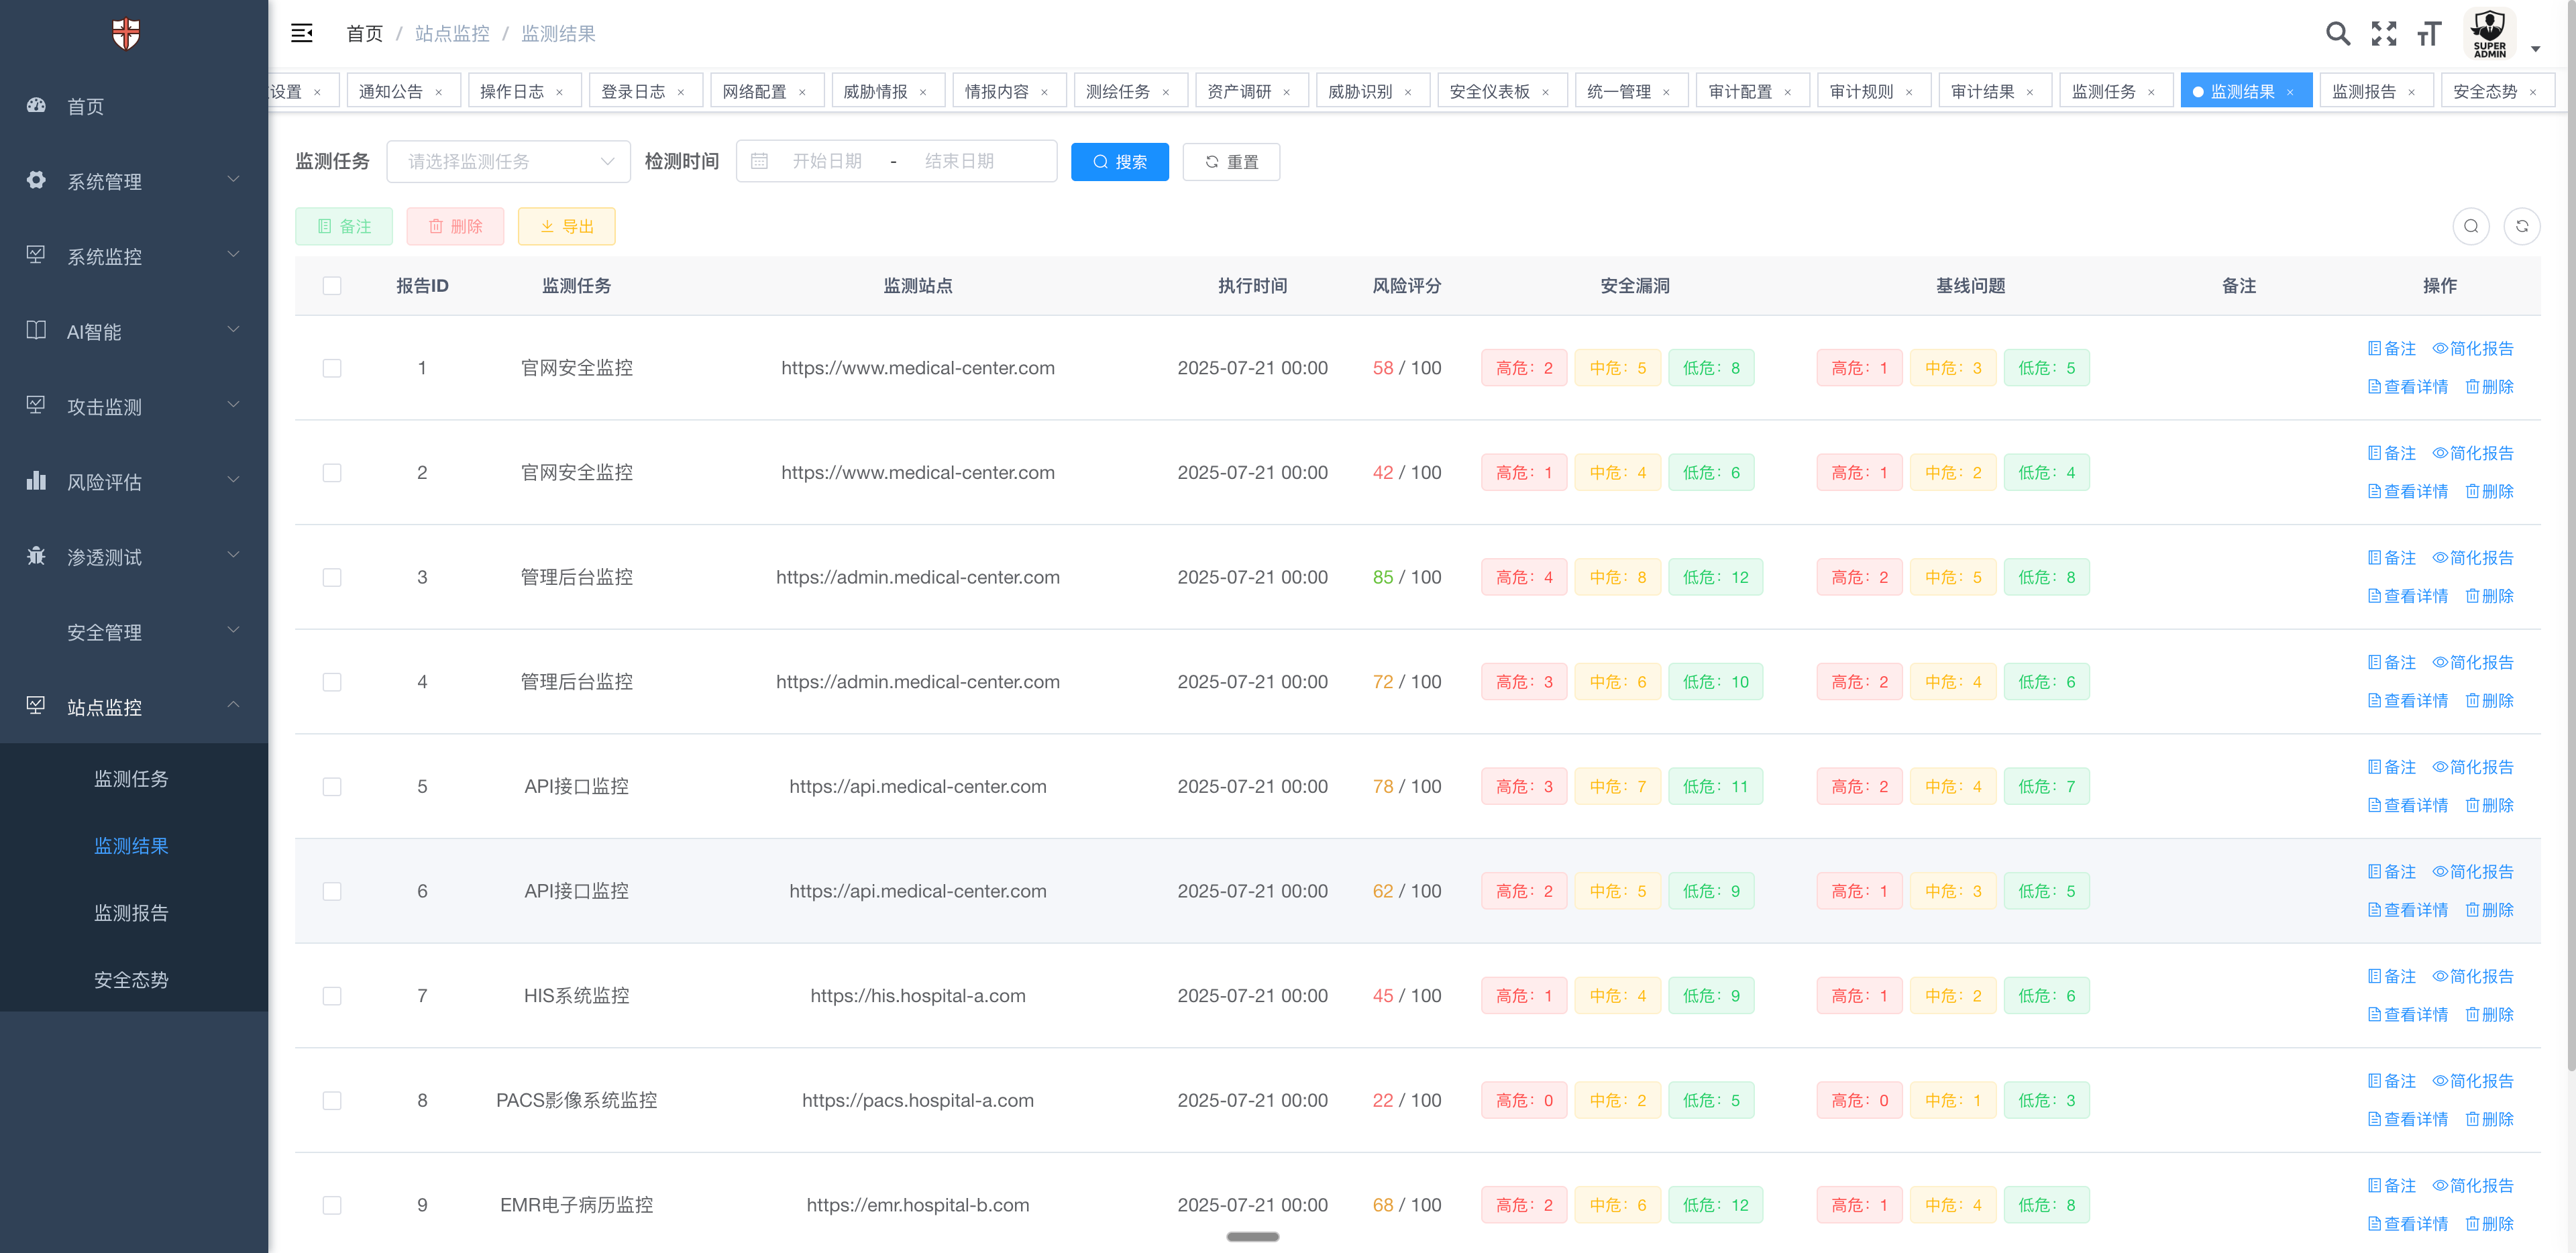 首页 / 站点监控 / 监测结果
SUPER
ADMIN
设置 × 通知公告 × 操作日志 × 登录日志 × 网络配置 × 威胁情报 × 情报内容 × 测绘任务 × 资产调研 × 威胁识别 × 安全仪表板 × 统一管理 × 审计配置 × 审计规则 × 审计结果 × 监测任务 × 监测结果 × 监测报告 × 安全态势 ×
首页
系统管理
系统监控
AI智能
攻击监测
风险评估
渗透测试
安全管理
站点监控
监测任务
监测结果
监测报告
安全态势
监测任务 请选择监测任务 检测时间 开始日期 - 结束日期 搜索 重置
备注 删除 导出
报告ID 监测任务 监测站点 执行时间 风险评分 安全漏洞 基线问题 备注 操作
1 官网安全监控 https://www.medical-center.com 2025-07-21 00:00 58 / 100 高危：2 中危：5 低危：8 高危：1 中危：3 低危：5
备注 简化报告
查看详情 删除
2 官网安全监控 https://www.medical-center.com 2025-07-21 00:00 42 / 100 高危：1 中危：4 低危：6 高危：1 中危：2 低危：4
备注 简化报告
查看详情 删除
3 管理后台监控 https://admin.medical-center.com 2025-07-21 00:00 85 / 100 高危：4 中危：8 低危：12 高危：2 中危：5 低危：8
备注 简化报告
查看详情 删除
4 管理后台监控 https://admin.medical-center.com 2025-07-21 00:00 72 / 100 高危：3 中危：6 低危：10 高危：2 中危：4 低危：6
备注 简化报告
查看详情 删除
5 API接口监控 https://api.medical-center.com 2025-07-21 00:00 78 / 100 高危：3 中危：7 低危：11 高危：2 中危：4 低危：7
备注 简化报告
查看详情 删除
6 API接口监控 https://api.medical-center.com 2025-07-21 00:00 62 / 100 高危：2 中危：5 低危：9 高危：1 中危：3 低危：5
备注 简化报告
查看详情 删除
7 HIS系统监控 https://his.hospital-a.com 2025-07-21 00:00 45 / 100 高危：1 中危：4 低危：9 高危：1 中危：2 低危：6
备注 简化报告
查看详情 删除
8 PACS影像系统监控 https://pacs.hospital-a.com 2025-07-21 00:00 22 / 100 高危：0 中危：2 低危：5 高危：0 中危：1 低危：3
备注 简化报告
查看详情 删除
9 EMR电子病历监控 https://emr.hospital-b.com 2025-07-21 00:00 68 / 100 高危：2 中危：6 低危：12 高危：1 中危：4 低危：8
备注 简化报告
查看详情 删除